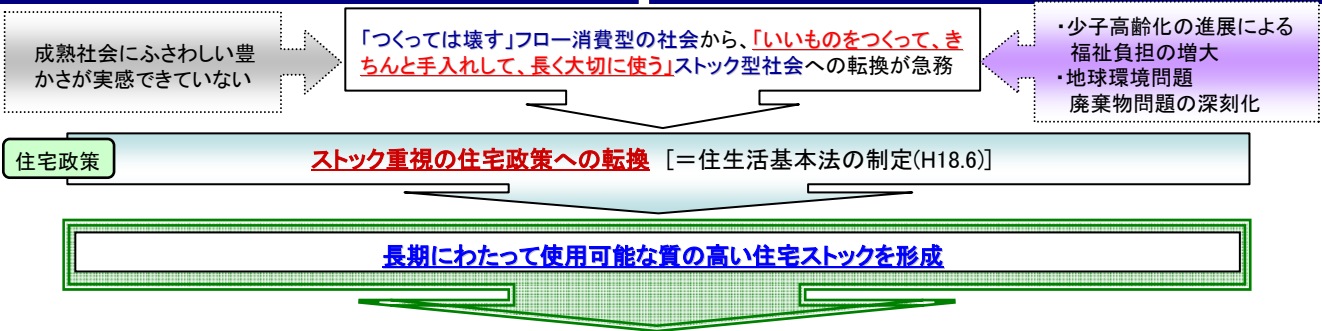 成熟社会にふさわしい豊
かさが実感できていない
「つくっては壊す」フロー消費型の社会から、「いいものをつくって、き
ちんと手入れして、長く大切に使う」ストック型社会への転換が急務
・少子高齢化の進展による
福祉負担の増大
・地球環境問題
廃棄物問題の深刻化
住宅政策
ストック重視の住宅政策への転換 [＝住生活基本法の制定(H18.6)]
長期にわたって使用可能な質の高い住宅ストックを形成